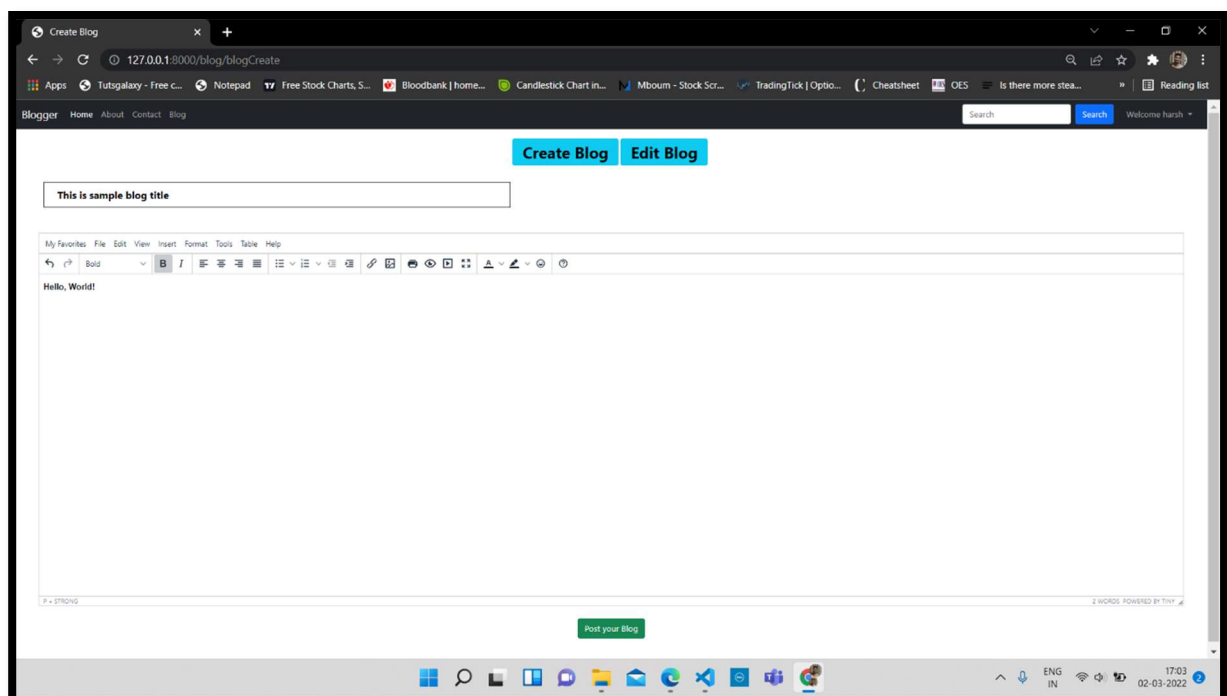 Create Blog
127.0.0.1:8000/blog/blogCreate
Apps Tutsgalaxy - Free c... Notepad Free Stock Charts, S... Bloodbank | home... Candlestick Chart in... Mboum - Stock Scr... TradingTick | Optio... Cheatsheet OES Is there more stea... » Reading list
Blogger Home About Contact Blog Search Search Welcome harsh
Create Blog Edit Blog
This is sample blog title
My Favorites File Edit View Insert Format Tools Table Help
Bold B I A
Hello, World!
P » STRONG 2 WORDS POWERED BY TINY
Post your Blog
ENG 17:03
IN 02-03-2022 2